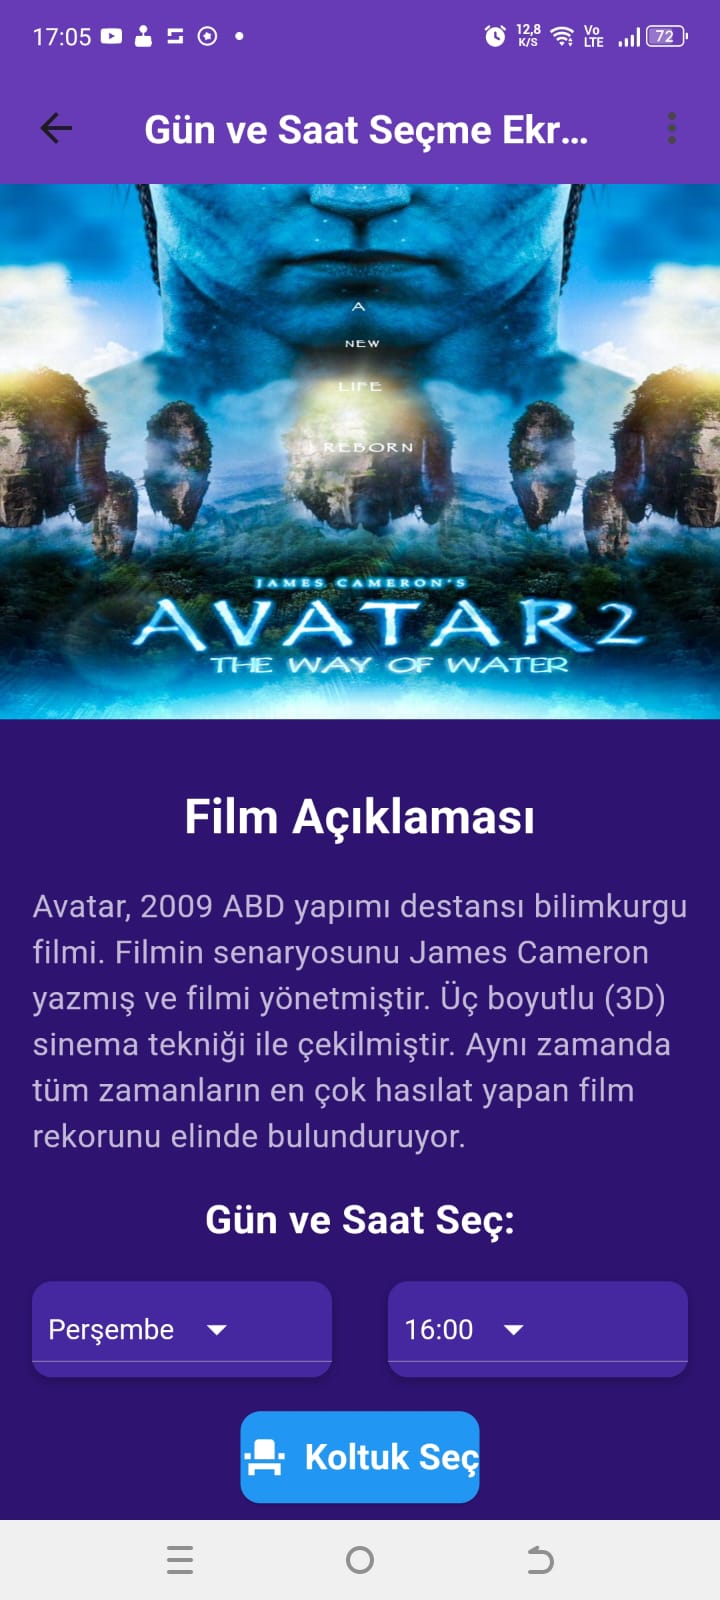 17:05
12,8
K/S
Vo
LTE
72
Gün ve Saat Seçme Ekr...
A
NEW
LIFE
REBORN
JAMES CAMERON'S
AVATAR 2
THE WAY OF WATER
Film Açıklaması
Avatar, 2009 ABD yapımı destansı bilimkurgu
filmi. Filmin senaryosunu James Cameron
yazmış ve filmi yönetmiştir. Üç boyutlu (3D)
sinema tekniği ile çekilmiştir. Aynı zamanda
tüm zamanların en çok hasılat yapan film
rekorunu elinde bulunduruyor.
Gün ve Saat Seç:
Perşembe
16:00
Koltuk Seç